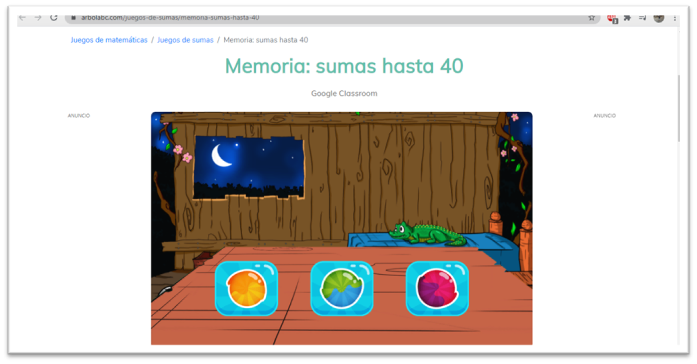 arbolabc.com/juegos-de-sumas/memoria-sumas-hasta-40
Juegos de matemáticas / Juegos de sumas / Memoria: sumas hasta 40
Memoria: sumas hasta 40
Google Classroom
ANUNCIO
ANUNCIO